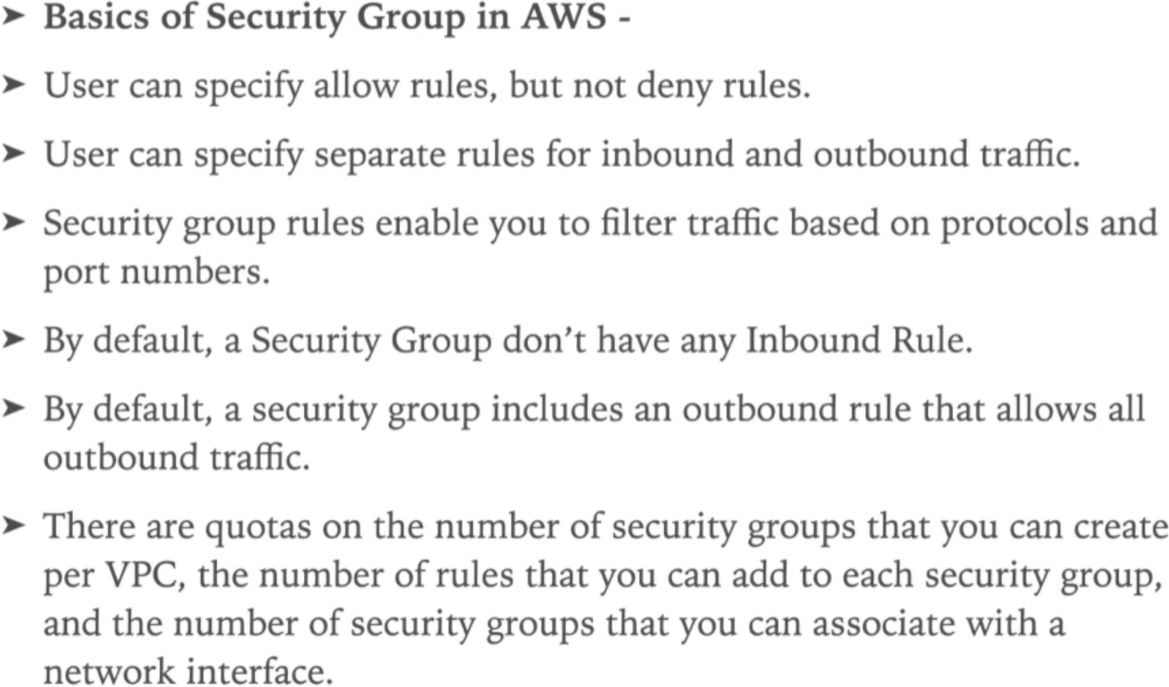 ➤ Basics of Security Group in AWS -
➤ User can specify allow rules, but not deny rules.
➤ User can specify separate rules for inbound and outbound traffic.
➤ Security group rules enable you to filter traffic based on protocols and
port numbers.
➤ By default, a Security Group don’t have any Inbound Rule.
➤ By default, a security group includes an outbound rule that allows all
outbound traffic.
➤ There are quotas on the number of security groups that you can create
per VPC, the number of rules that you can add to each security group,
and the number of security groups that you can associate with a
network interface.